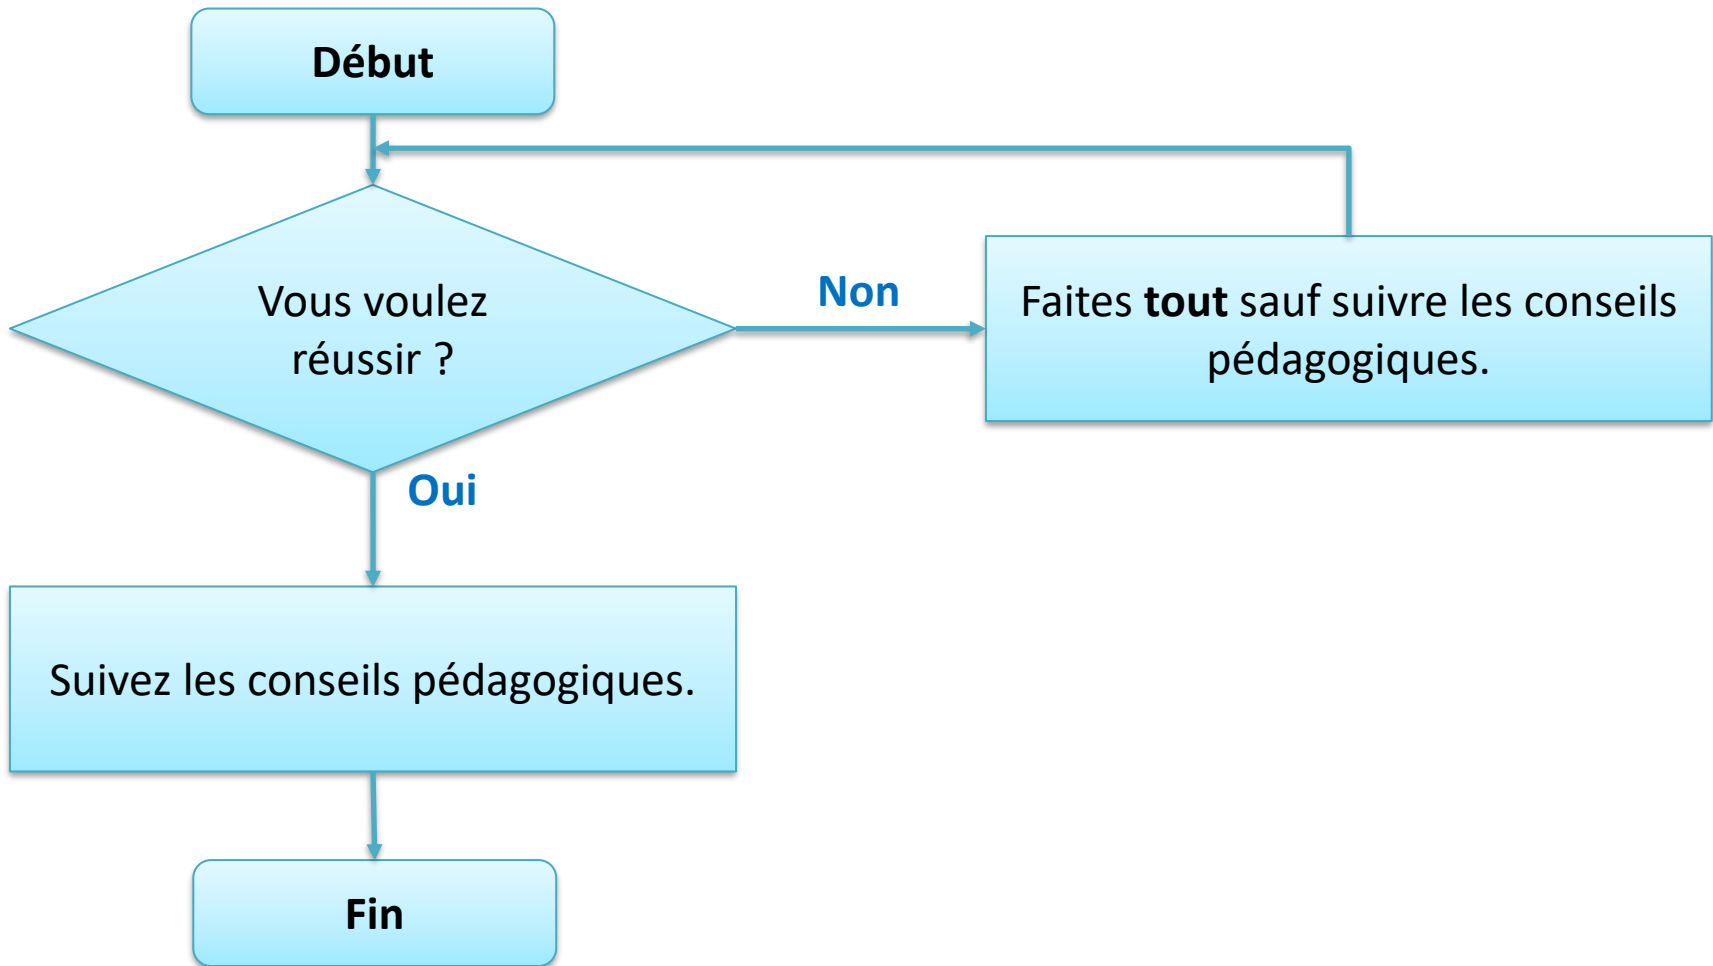 Début
Vous voulez
réussir ?
Non
Faites tout sauf suivre les conseils
pédagogiques.
Oui
Suivez les conseils pédagogiques.
Fin